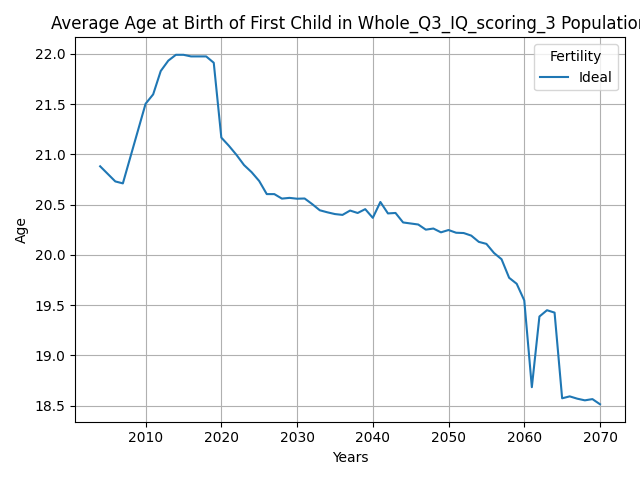 Average Age at Birth of First Child in Whole_Q3_IQ_scoring_3 Population
Fertility
Ideal
22.0
21.5
21.0
20.5
20.0
19.5
19.0
18.5
Age
2010 2020 2030 2040 2050 2060 2070
Years